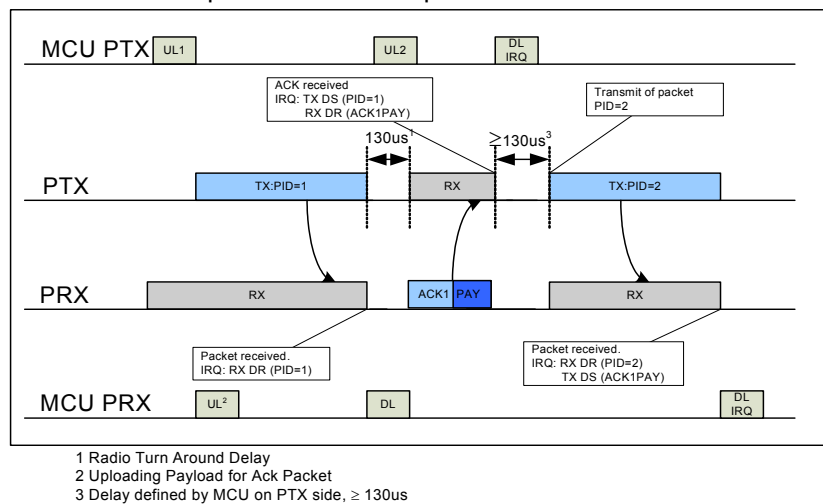 MCU PTX
UL1
UL2
DL
IRQ
ACK received
IRQ: TX DS (PID=1)
RX DR (ACK1PAY)
Transmit of packet
PID=2
130us1
≥130us3
PTX
TX:PID=1
RX
TX:PID=2
PRX
RX
ACK1 PAY
RX
Packet received.
IRQ: RX DR (PID=1)
Packet received.
IRQ: RX DR (PID=2)
TX DS (ACK1PAY)
MCU PRX
UL2
DL
DL
IRQ
1 Radio Turn Around Delay
2 Uploading Payload for Ack Packet
3 Delay defined by MCU on PTX side, ≥ 130us